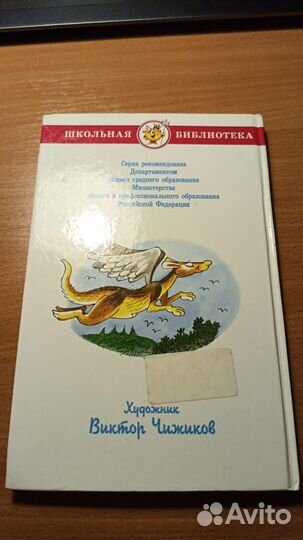 ШКОЛЬНАЯ БИБЛИОТЕКА
Серия рекомендована
Департаментом
общего среднего образования
Министерства
общего и профессионального образования
Российской Федерации
Художник
Виктор Чижиков
Avito